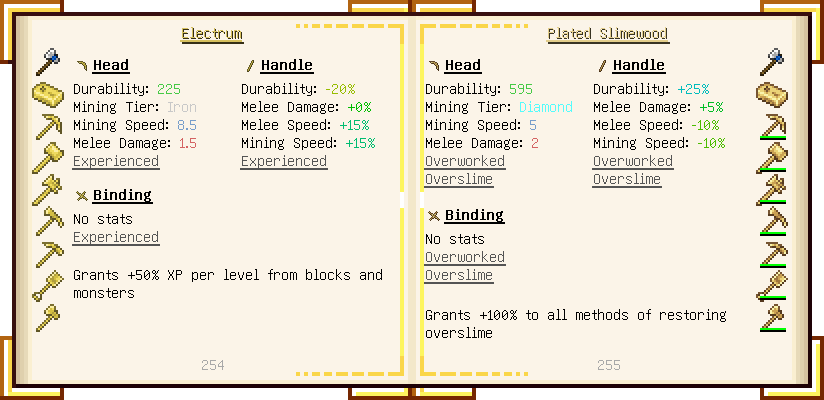 Electrum
Head
Handle
Durability: 225
Durability: -20%
Mining Tier: Iron
Melee Damage: +0%
Mining Speed: 8.5
Melee Speed: +15%
Melee Damage: 1.5
Mining Speed: +15%
Experienced
Experienced
Binding
No stats
Experienced
Grants +50% XP per level from blocks and
monsters
254
Plated Slimewood
Head
Handle
Durability: 595
Durability: +25%
Mining Tier: Diamond
Melee Damage: +5%
Mining Speed: 5
Melee Speed: -10%
Melee Damage: 2
Mining Speed: -10%
Overworked
Overworked
Overslime
Overslime
Binding
No stats
Overworked
Overslime
Grants +100% to all methods of restoring
overslime
255